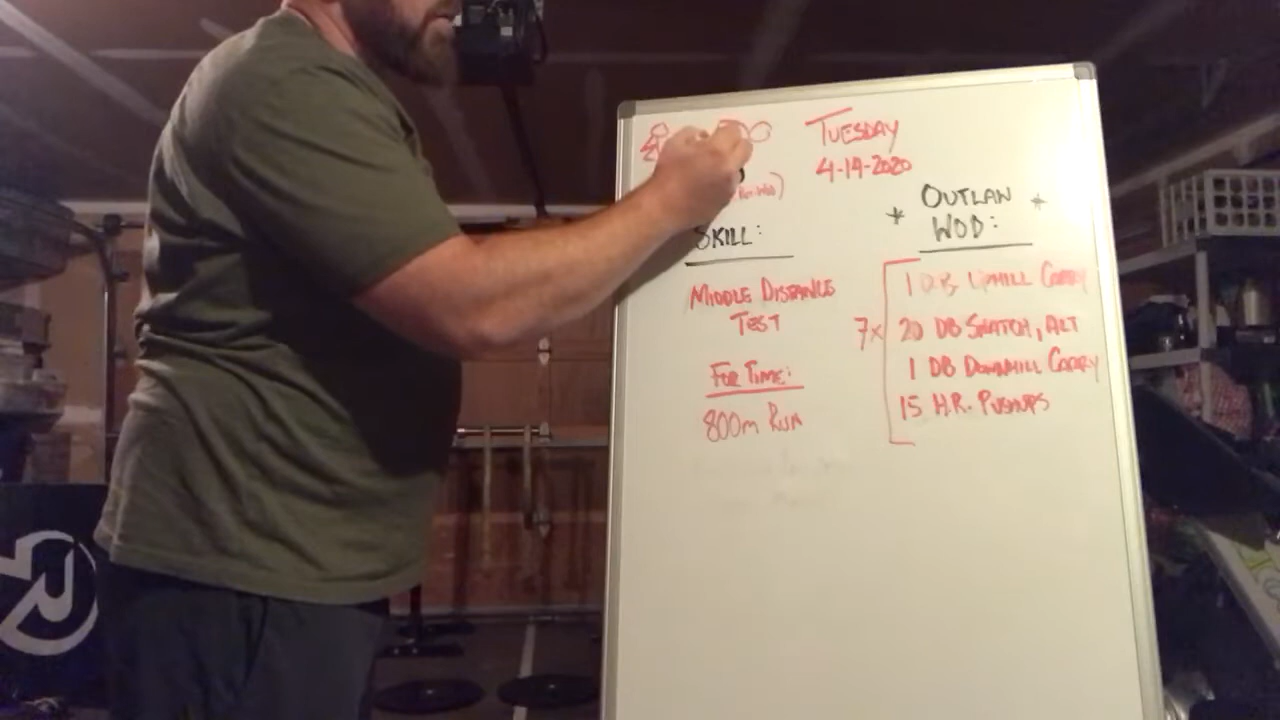 TUESDAY
4-14-2020
SKILL:
MIDDLE DISTANCE
TEST
FOR TIME:
800m RUN
* OUTLAW *
WOD:
7x
1 DB UPHILL CARRY
20 DB SNATCH, ALT
1 DB DOWNHILL CARRY
15 H.R. PUSHUPS